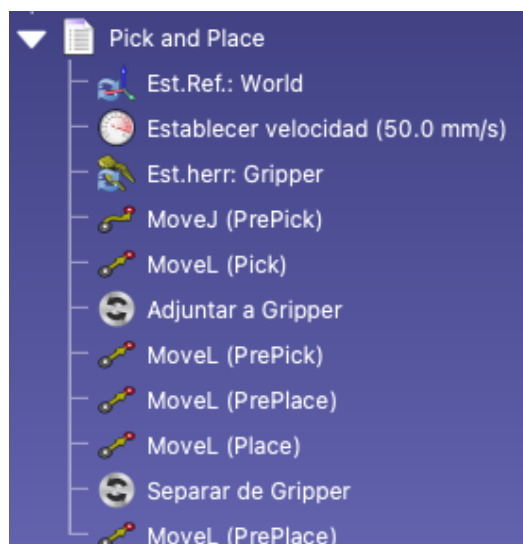 Pick and Place
Est.Ref.: World
Establecer velocidad (50.0 mm/s)
Est.herr: Gripper
MoveJ (PrePick)
MoveL (Pick)
Adjuntar a Gripper
MoveL (PrePick)
MoveL (PrePlace)
MoveL (Place)
Separar de Gripper
MoveL (PrePlace)